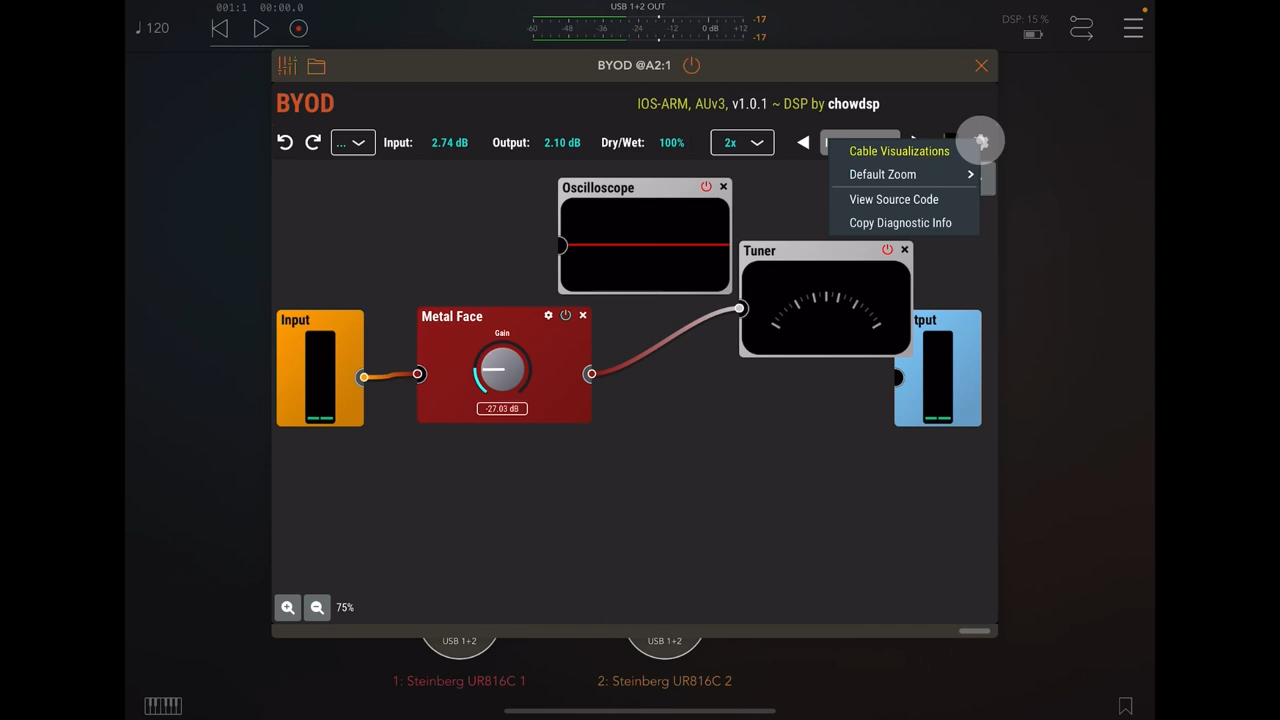 001:1 00:00.0
USB 1+2 OUT
♩120
-60 -48 -36 -24 -12 0 dB +12
-17
-17
DSP: 15 %
BYOD @A2:1
BYOD
IOS-ARM, AUv3, v1.0.1 ~ DSP by chowdsp
... Input: 2.74 dB Output: 2.10 dB Dry/Wet: 100% 2x
Cable Visualizations
Default Zoom
View Source Code
Copy Diagnostic Info
Oscilloscope
Tuner
Input
Metal Face
tput
Gain
-27.03 dB
75%
USB 1+2 USB 1+2
1: Steinberg UR816C 1 2: Steinberg UR816C 2